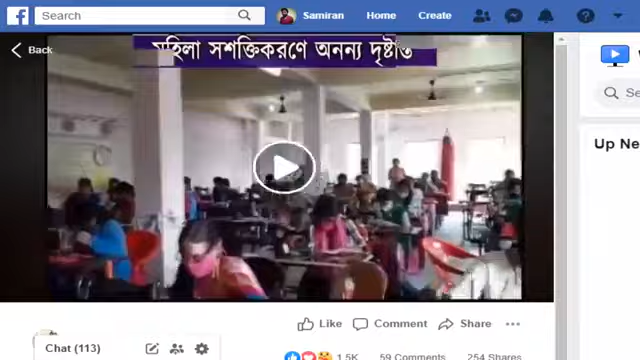 Search
Samiran
Home
Create
Back
মহিলা সশক্তিকরণে অনন্য দৃষ্টান্ত
Se
Up Ne
Like
Comment
Share
Chat (113)
1.5K
59 Comments
254 Shares